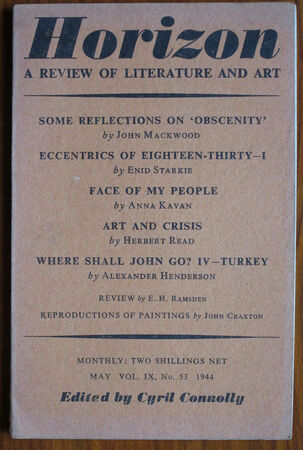 Horizon
A REVIEW OF LITERATURE AND ART
SOME REFLECTIONS ON 'OBSCENITY'
by JOHN MACKWOOD
ECCENTRICS OF EIGHTEEN-THIRTY—I
by ENID STARKIE
FACE OF MY PEOPLE
by ANNA KAVAN
ART AND CRISIS
by HERBERT READ
WHERE SHALL JOHN GO? IV—TURKEY
by ALEXANDER HENDERSON
REVIEW by E. H. RAMSDEN
REPRODUCTIONS OF PAINTINGS by JOHN CRAXTON
MONTHLY: TWO SHILLINGS NET
MAY VOL. IX, No. 53 1944
Edited by Cyril Connolly